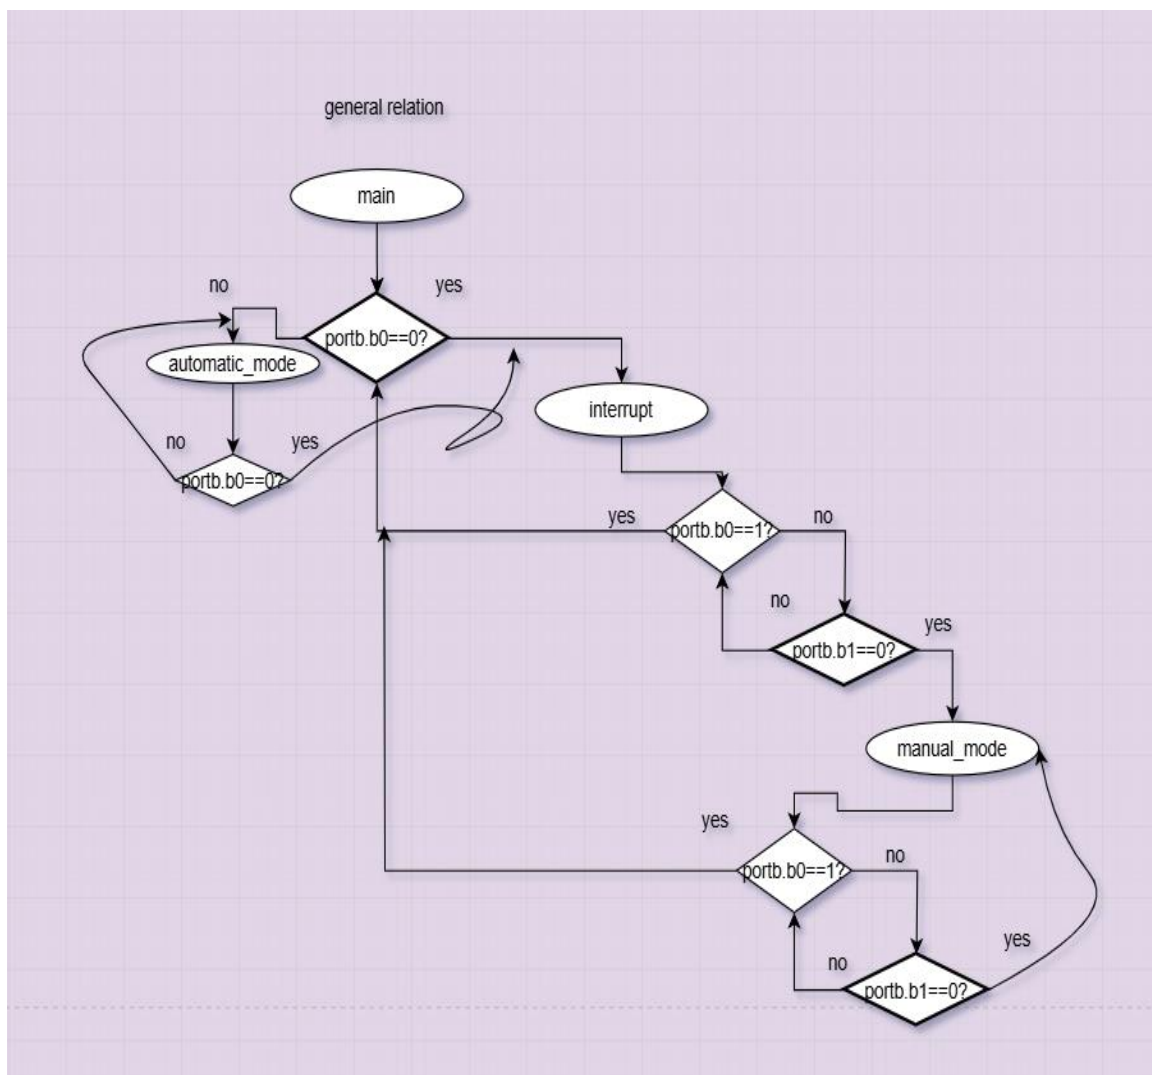 general relation
main
no
yes
portb.b0==0?
automatic_mode
interrupt
no
yes
portb.b0==0?
yes
portb.b0==1?
no
no
yes
portb.b1==0?
manual_mode
yes
no
portb.b0==1?
yes
no
portb.b1==0?